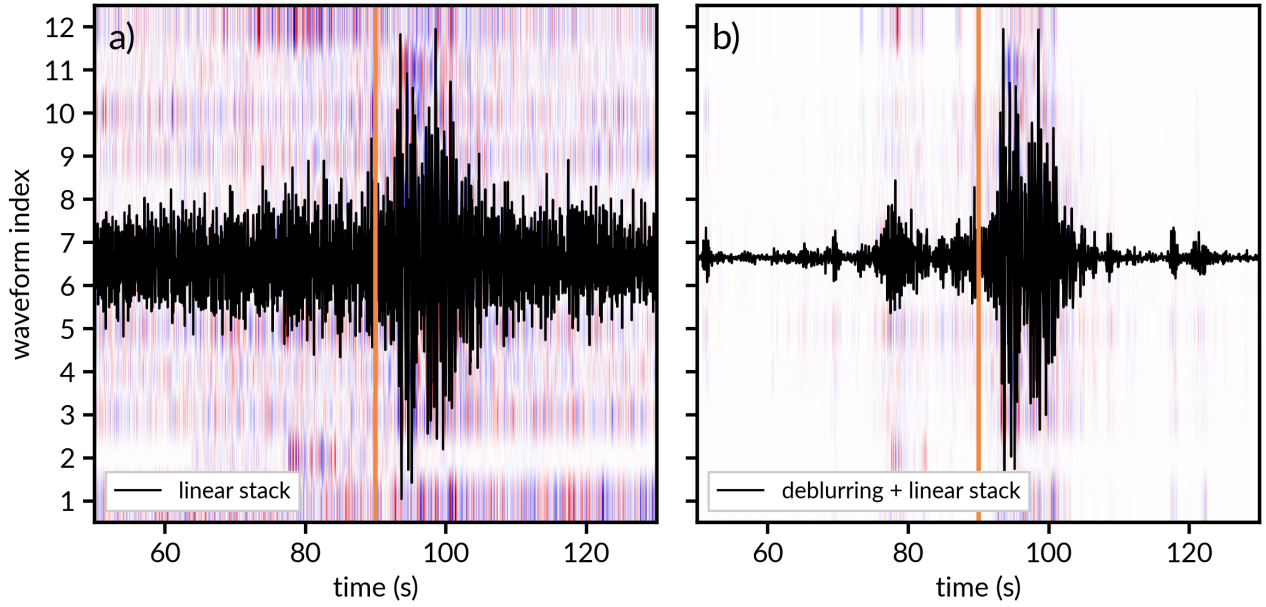 a)
12
11
10
9
8
7
6
5
4
3
2
1
waveform index
linear stack
60
80
100
120
time (s)
b)
deblurring + linear stack
60
80
100
120
time (s)